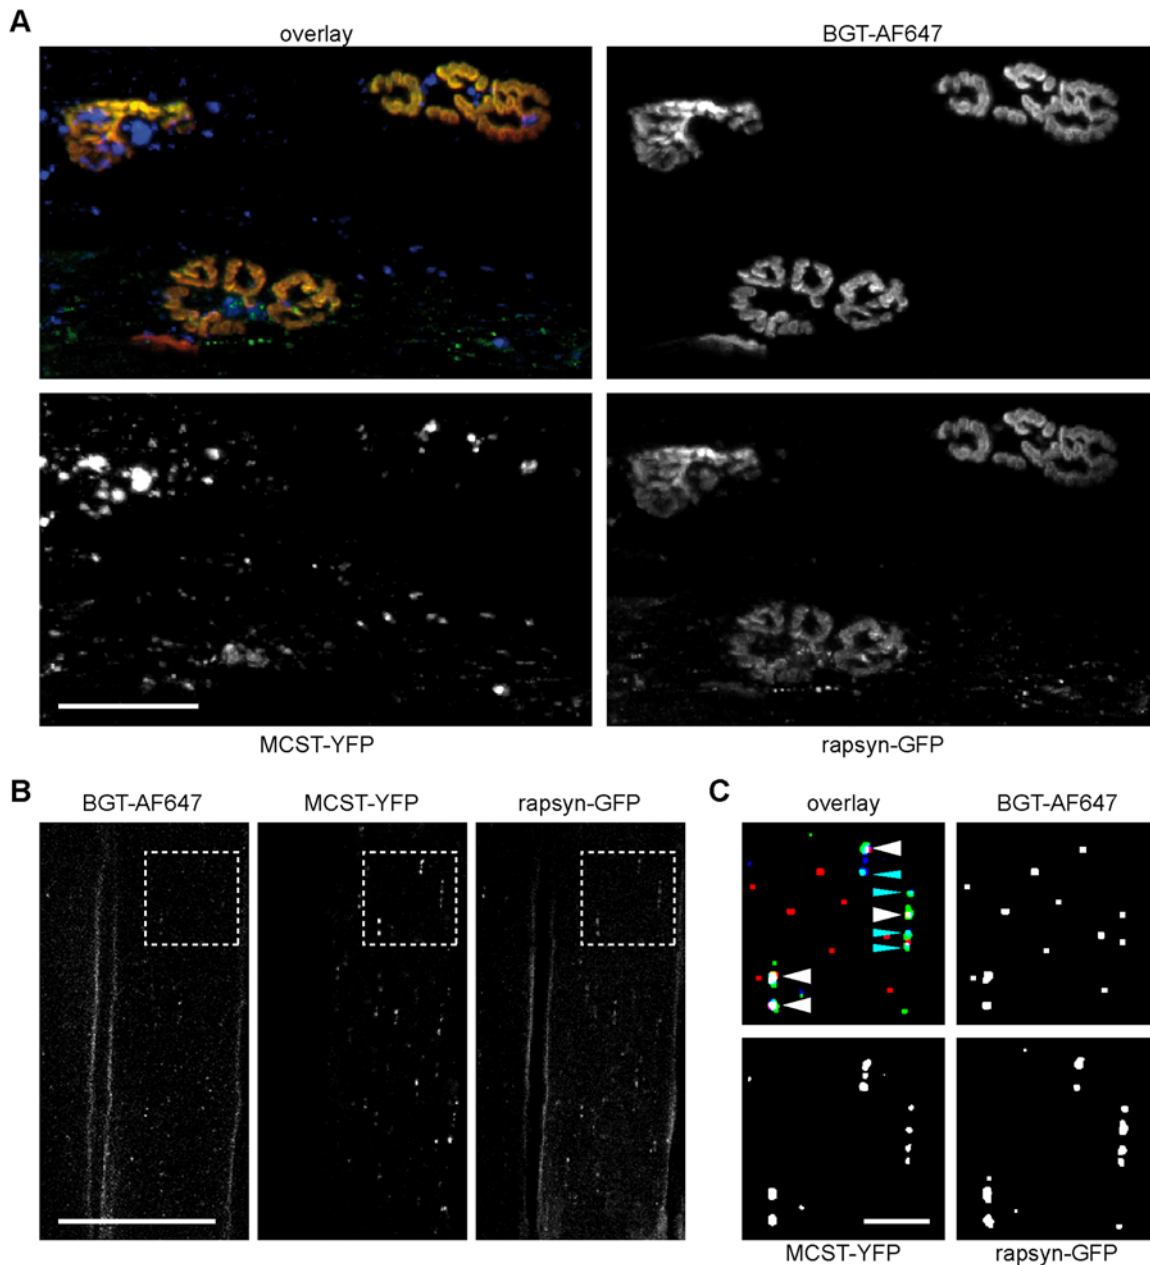 A
overlay
BGT-AF647
MCST-YFP
rapsyn-GFP
B
BGT-AF647
MCST-YFP
rapsyn-GFP
C
overlay
BGT-AF647
MCST-YFP
rapsyn-GFP